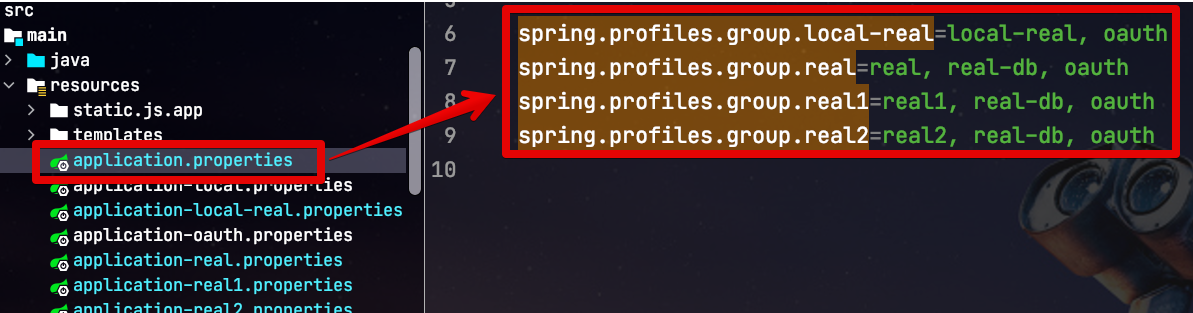 src
main
java
resources
static.js.app
templates
application.properties
application-local.properties
application-local-real.properties
application-oauth.properties
application-real.properties
application-real1.properties
application-real2.properties
6 spring.profiles.group.local-real=local-real, oauth
7 spring.profiles.group.real=real, real-db, oauth
8 spring.profiles.group.real1=real1, real-db, oauth
9 spring.profiles.group.real2=real2, real-db, oauth
10